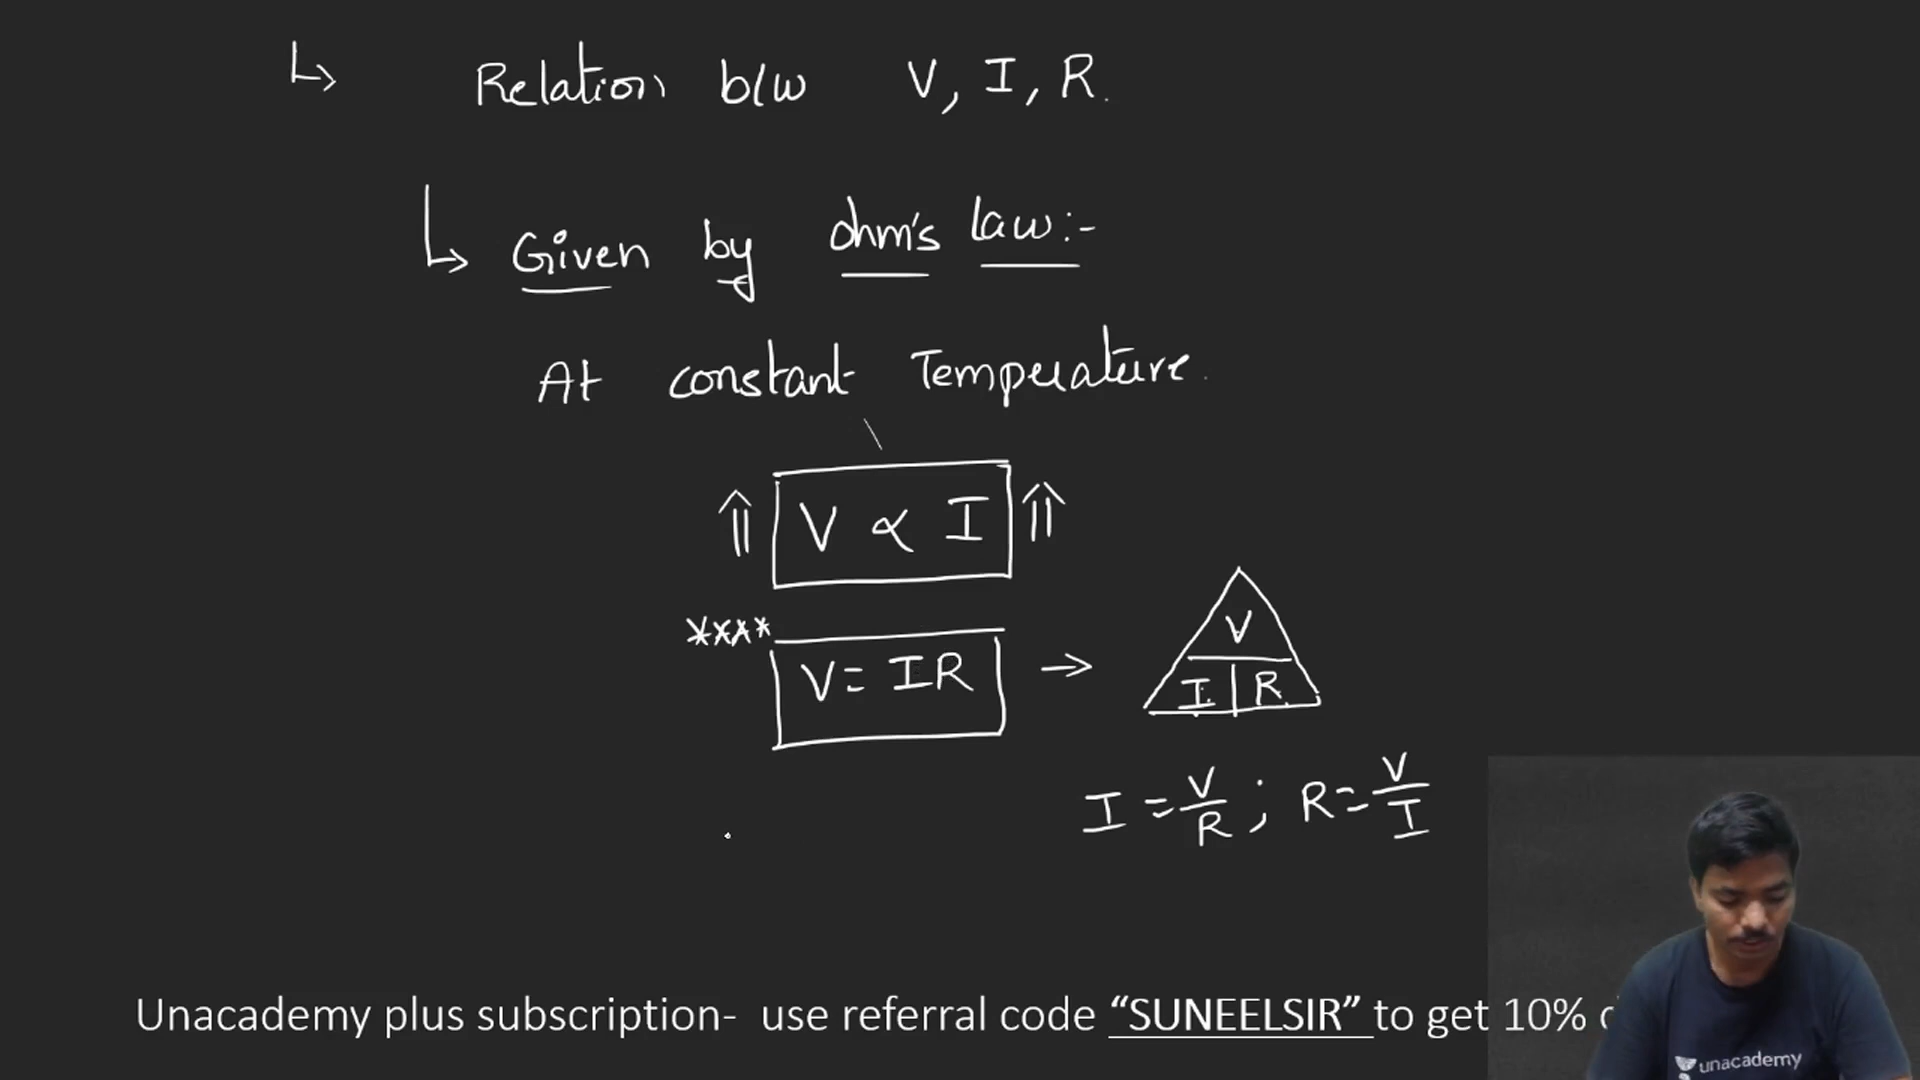 Relation b/w V, I, R.
Given by ohm's law:-
At constant Temperature.
V ∝ I
**** V = IR
V
I R
I = V/R ; R = V/I
Unacademy plus subscription- use referral code “SUNEELSIR” to get 10%
unacademy